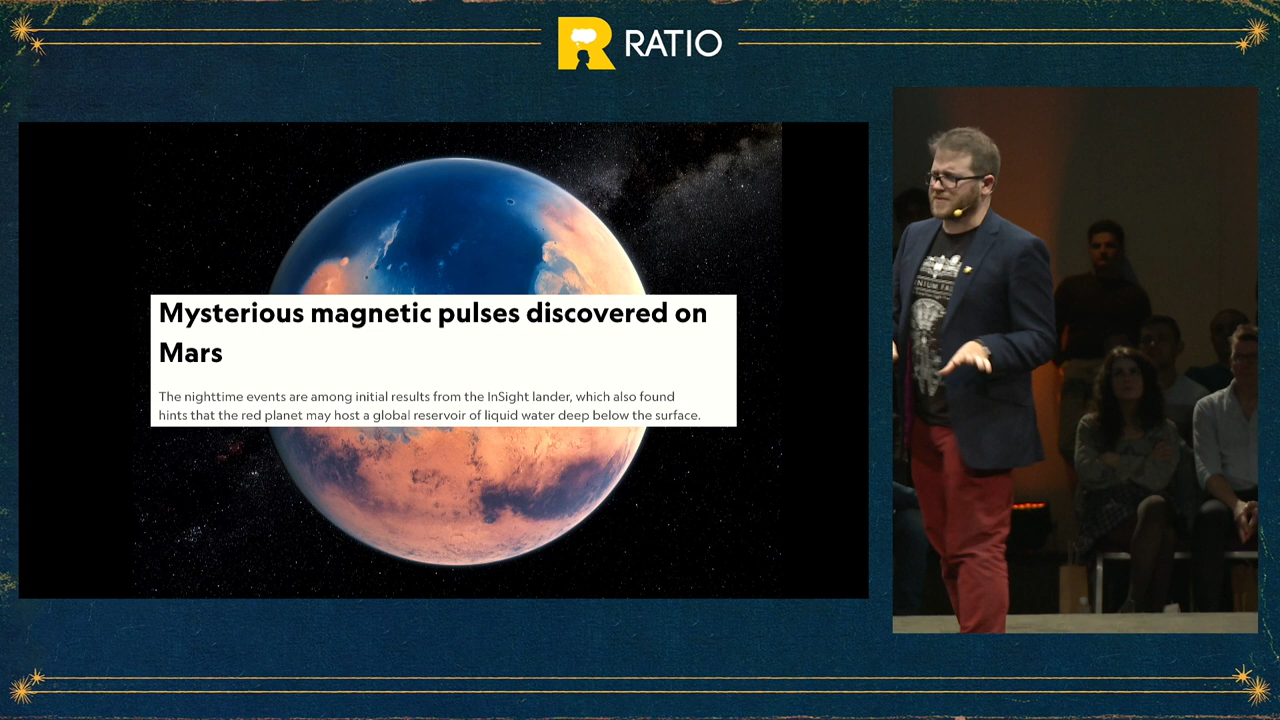 RATIO
Mysterious magnetic pulses discovered on
Mars
The nighttime events are among initial results from the InSight lander, which also found
hints that the red planet may host a global reservoir of liquid water deep below the surface.